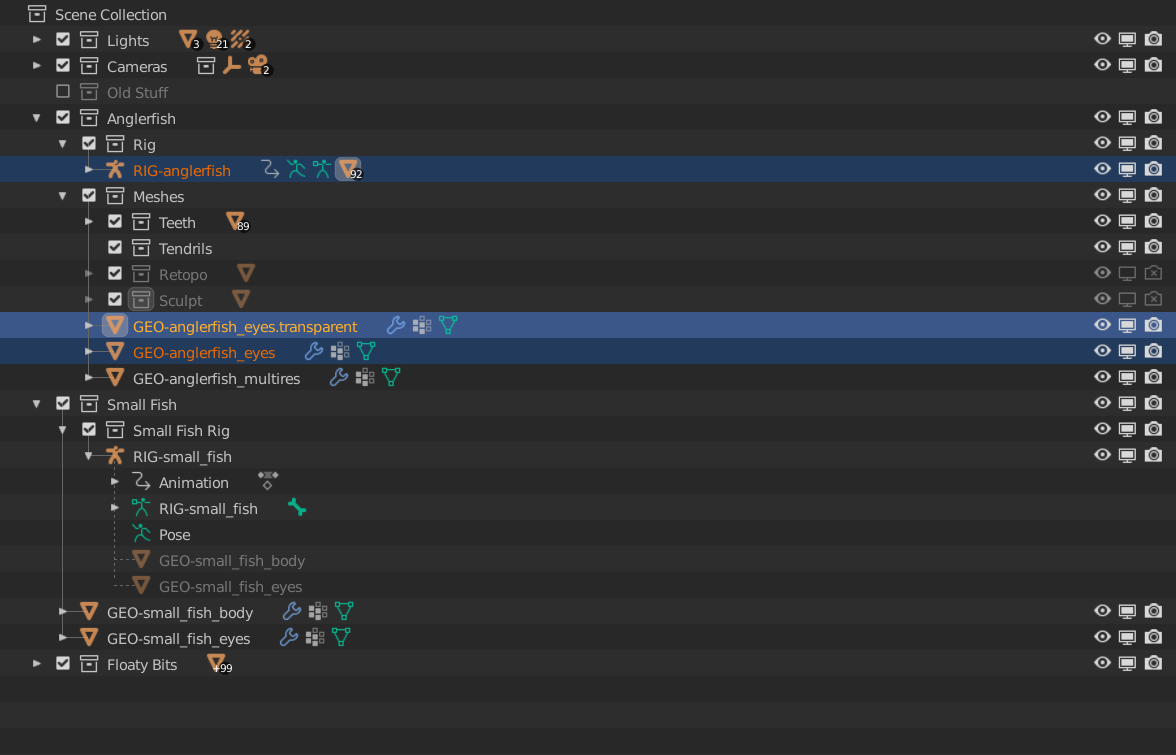 Scene Collection
Lights 3 21 2
Cameras 2
Old Stuff
Anglerfish
Rig
RIG-anglerfish 92
Meshes
Teeth 89
Tendrils
Retopo
Sculpt
GEO-anglerfish_eyes.transparent
GEO-anglerfish_eyes
GEO-anglerfish_multires
Small Fish
Small Fish Rig
RIG-small_fish
Animation
RIG-small_fish
Pose
GEO-small_fish_body
GEO-small_fish_eyes
GEO-small_fish_body
GEO-small_fish_eyes
Floaty Bits +99